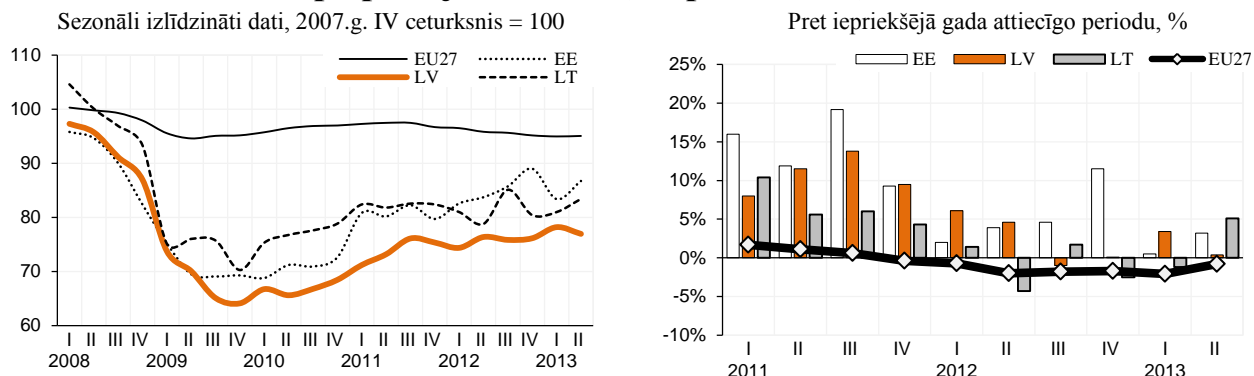 Sezonāli izlīdzināti dati, 2007.g. IV ceturksnis = 100
110
100
90
80
70
60
EU27
EE
LV
LT
I II III IV I II III IV I II III IV I II III IV I II III IV I II
2008 2009 2010 2011 2012 2013
Pret iepriekšējā gada attiecīgo periodu, %
EE LV LT EU27
25%
20%
15%
10%
5%
0%
-5%
-10%
I II III IV I II III IV I II
2011 2012 2013